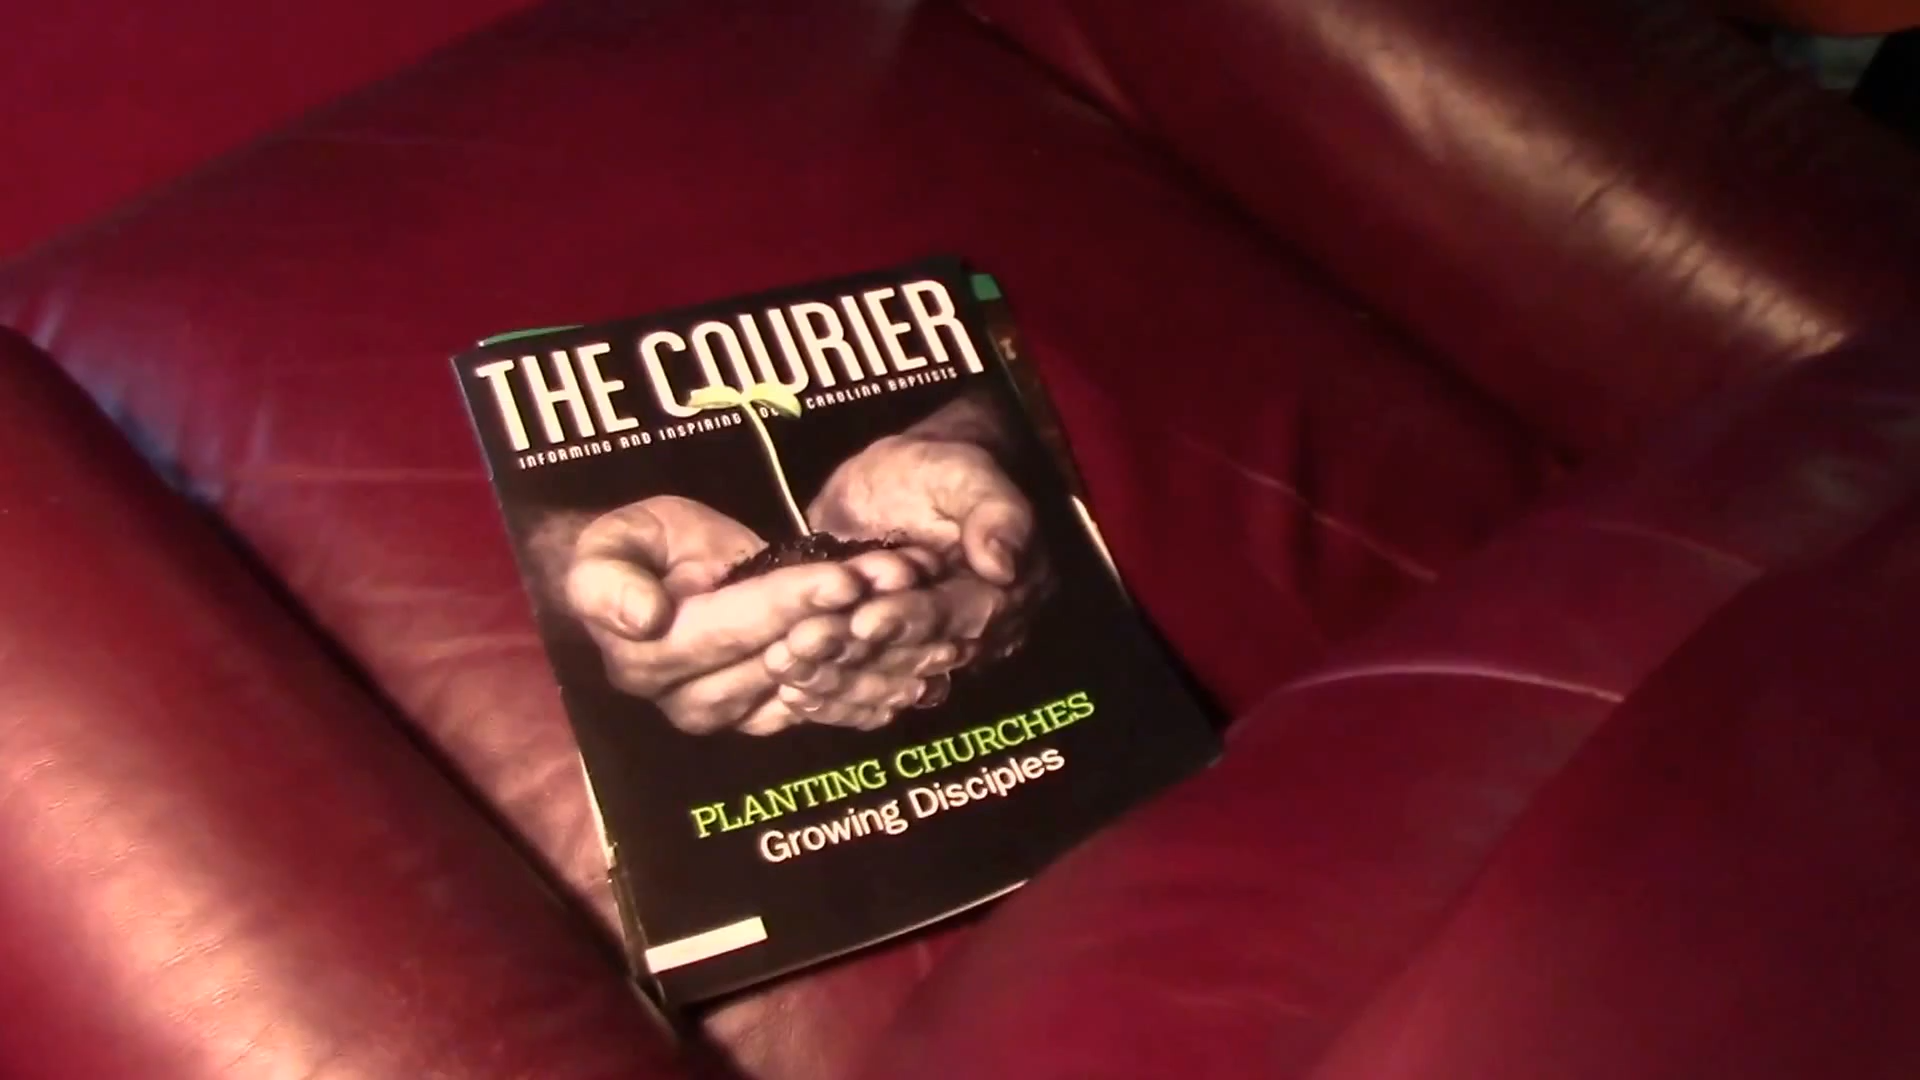 THE COURIER
INFORMING AND INSPIRING CAROLINA BAPTISTS
PLANTING CHURCHES
Growing Disciples